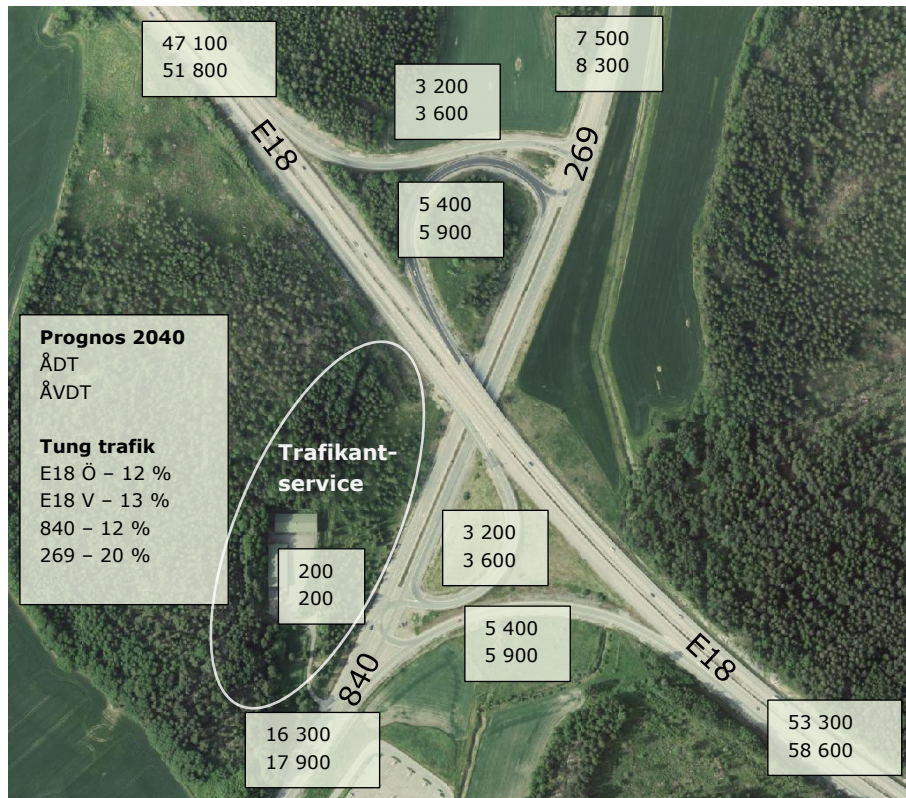 47 100
51 800
7 500
8 300
3 200
3 600
E18
269
5 400
5 900
Prognos 2040
ÅDT
ÅVDT
Tung trafik
E18 Ö – 12 %
E18 V – 13 %
840 – 12 %
269 – 20 %
Trafikant-
service
3 200
3 600
200
200
5 400
5 900
E18
840
16 300
17 900
53 300
58 600